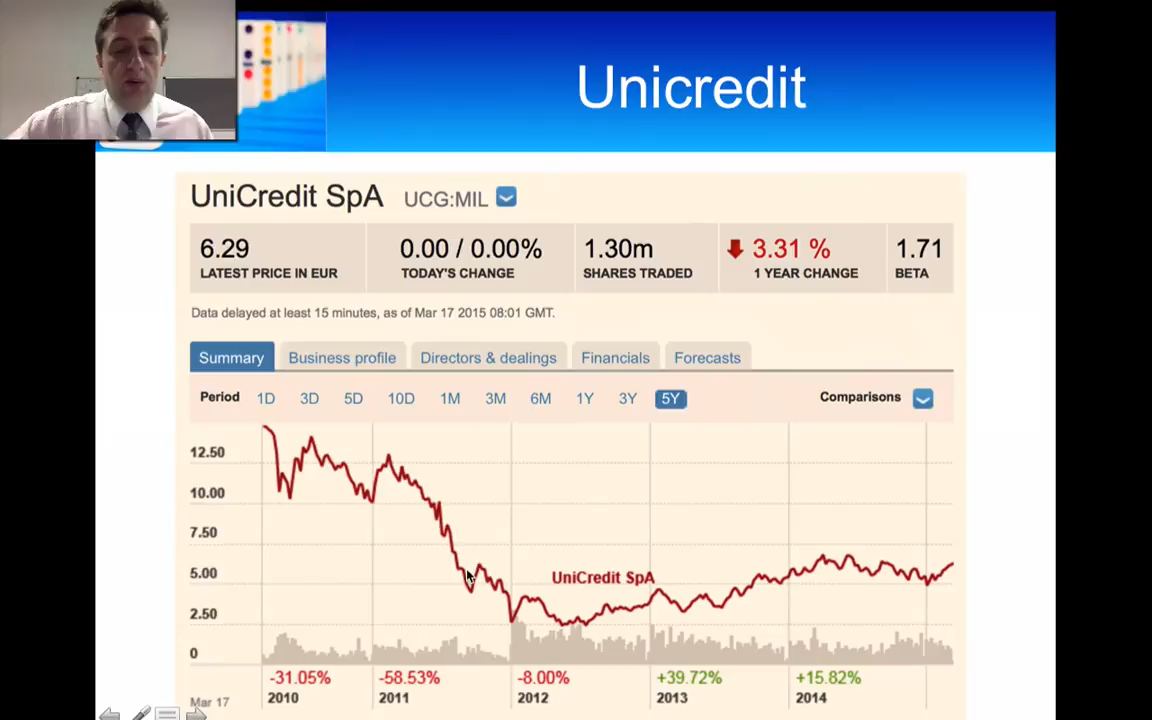 Unicredit
UniCredit SpA UCG:MIL
6.29 0.00 / 0.00% 1.30m 3.31 % 1.71
LATEST PRICE IN EUR TODAY'S CHANGE SHARES TRADED 1 YEAR CHANGE BETA
Data delayed at least 15 minutes, as of Mar 17 2015 08:01 GMT.
Summary Business profile Directors & dealings Financials Forecasts
Period 1D 3D 5D 10D 1M 3M 6M 1Y 3Y 5Y Comparisons
12.50
10.00
7.50
5.00
UniCredit SpA
2.50
0
-31.05% -58.53% -8.00% +39.72% +15.82%
Mar 17 2010 2011 2012 2013 2014